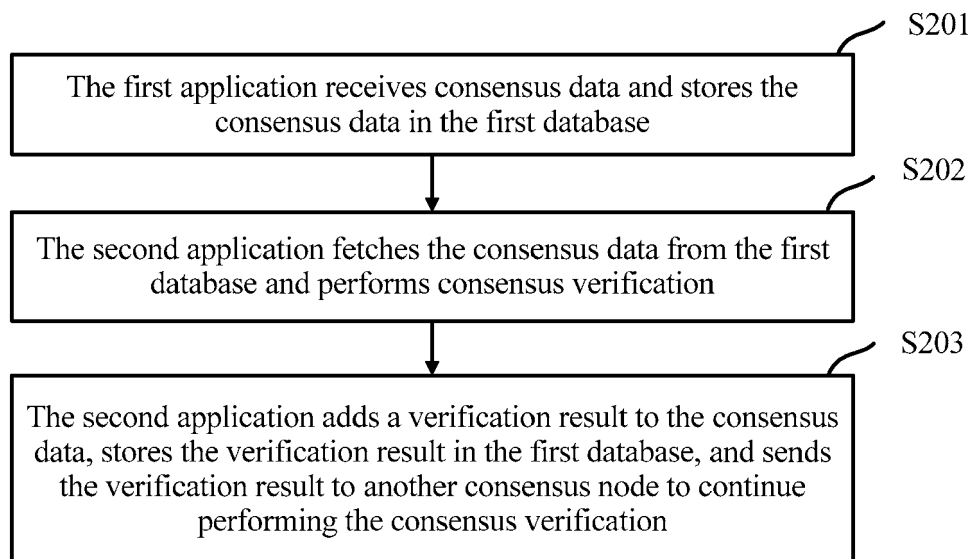 S201
The first application receives consensus data and stores the
consensus data in the first database
S202
The second application fetches the consensus data from the first
database and performs consensus verification
S203
The second application adds a verification result to the consensus
data, stores the verification result in the first database, and sends
the verification result to another consensus node to continue
performing the consensus verification